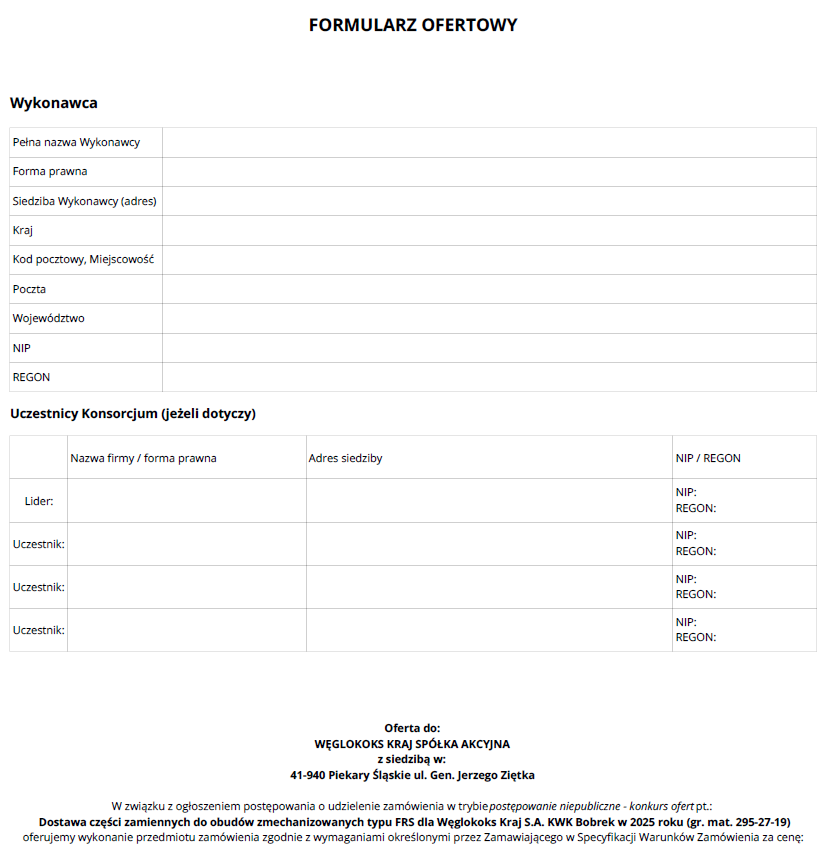 FORMULARZ OFERTOWY
Wykonawca
Pełna nazwa Wykonawcy
Forma prawna
Siedziba Wykonawcy (adres)
Kraj
Kod pocztowy, Miejscowość
Poczta
Województwo
NIP
REGON
Uczestnicy Konsorcjum (jeżeli dotyczy)
Nazwa firmy / forma prawna Adres siedziby NIP / REGON
Lider: NIP:
REGON:
Uczestnik: NIP:
REGON:
Uczestnik: NIP:
REGON:
Uczestnik: NIP:
REGON:
Oferta do:
WĘGLOKOKS KRAJ SPÓŁKA AKCYJNA
z siedzibą w:
41-940 Piekary Śląskie ul. Gen. Jerzego Ziętka
W związku z ogłoszeniem postępowania o udzielenie zamówienia w trybie postępowanie niepubliczne - konkurs ofert pt.:
Dostawa części zamiennych do obudów zmechanizowanych typu FRS dla Węglokoks Kraj S.A. KWK Bobrek w 2025 roku (gr. mat. 295-27-19)
oferujemy wykonanie przedmiotu zamówienia zgodnie z wymaganiami określonymi przez Zamawiającego w Specyfikacji Warunków Zamówienia za cenę: